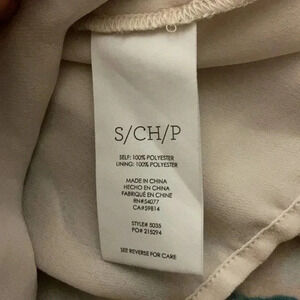 S/CH/P
SELF: 100% POLYESTER
LINING: 100% POLYESTER
MADE IN CHINA
HECHO EN CHINA
FABRIQUÉ EN CHINE
RN#54077
CA#59814
STYLE# 5035
PO# 215294
SEE REVERSE FOR CARE